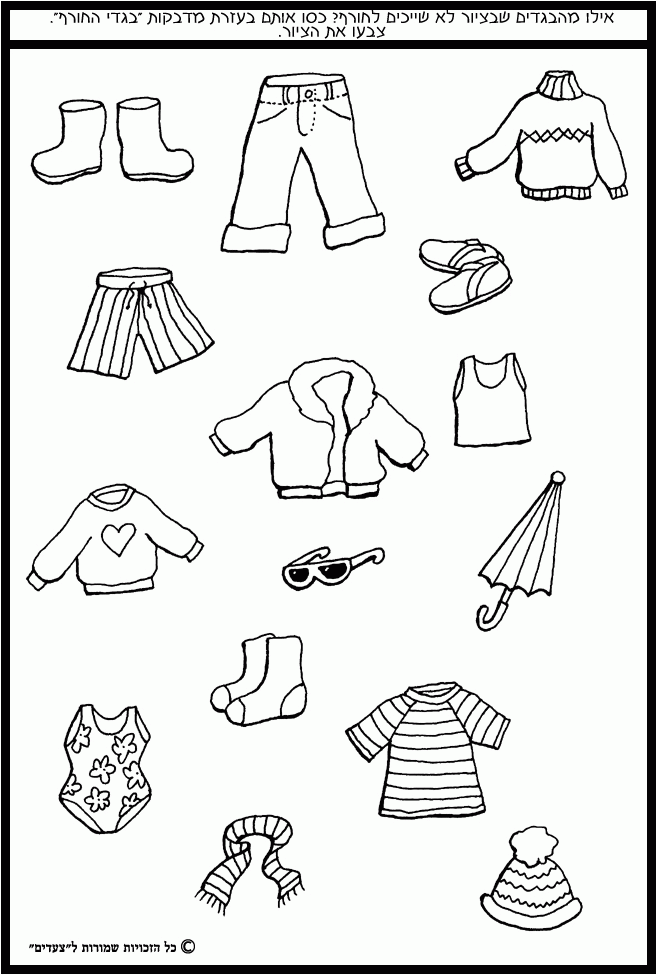 אילו מהבגדים שבציור לא שייכים לחורף? כסו אותם בעזרת מדבקות "בגדי החורף".
צבעו את הציור.
© כל הזכויות שמורות ל"צעדים"